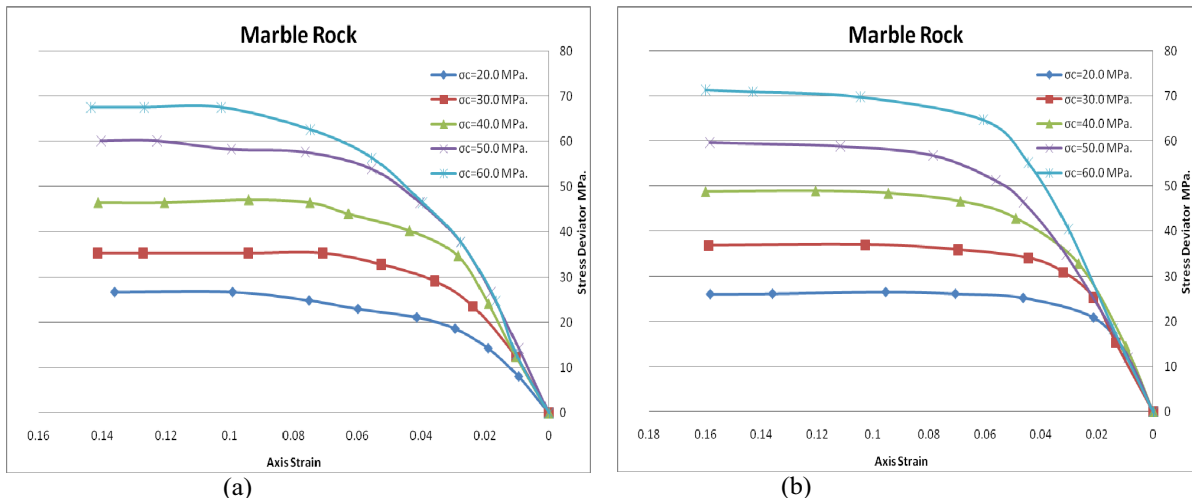 Marble Rock
80
70
60
50
40
30
20
10
0
Stress Deviator MPa.
σc=20.0 MPa.
σc=30.0 MPa.
σc=40.0 MPa.
σc=50.0 MPa.
σc=60.0 MPa.
0.16 0.14 0.12 0.1 0.08 0.06 0.04 0.02 0
Axis Strain
(a)
Marble Rock
80
70
60
50
40
30
20
10
0
Stress Deviator MPa.
σc=20.0 MPa.
σc=30.0 MPa.
σc=40.0 MPa.
σc=50.0 MPa.
σc=60.0 MPa.
0.18 0.16 0.14 0.12 0.1 0.08 0.06 0.04 0.02 0
Axis Strain
(b)